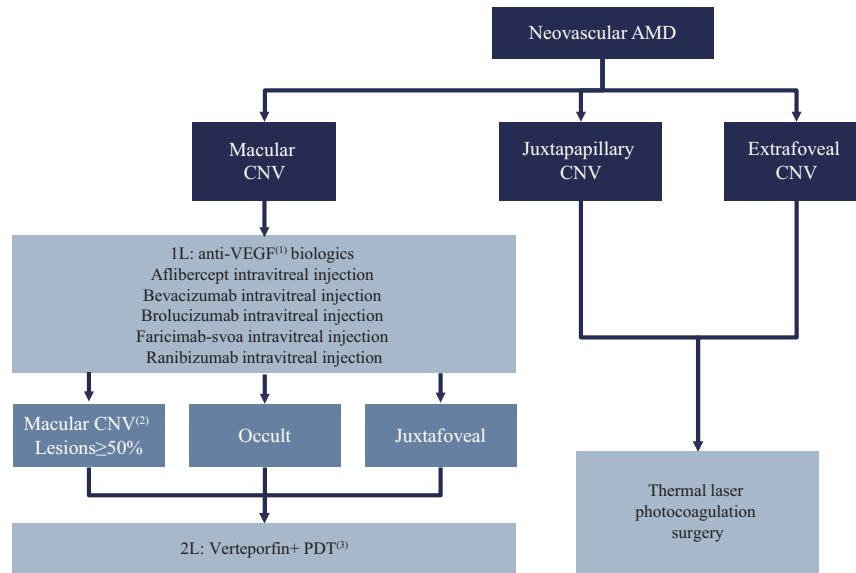 Neovascular AMD
Macular
CNV
Juxtapapillary
CNV
Extrafoveal
CNV
1L: anti-VEGF(1) biologics
Aflibercept intravitreal injection
Bevacizumab intravitreal injection
Brolucizumab intravitreal injection
Faricimab-svoa intravitreal injection
Ranibizumab intravitreal injection
Macular CNV(2)
Lesions≥50%
Occult
Juxtafoveal
Thermal laser
photocoagulation
surgery
2L: Verteporfin+ PDT(3)